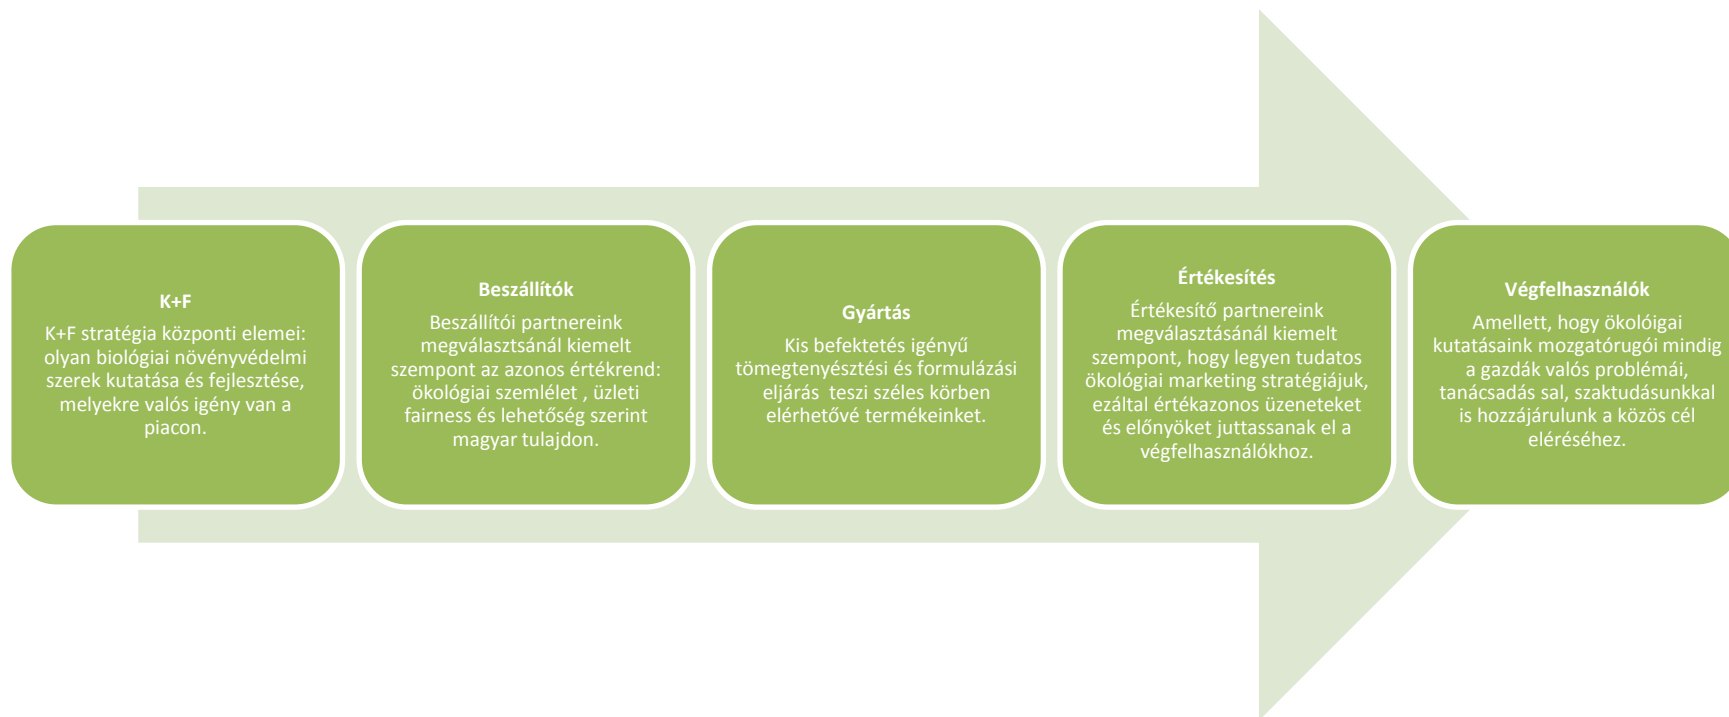 K+F
K+F stratégia központi elemei:
olyan biológiai növényvédelmi
szerek kutatása és fejlesztése,
melyekre valós igény van a
piacon.
Beszállítók
Beszállítói partnereink
megválasztsánál kiemelt
szempont az azonos értékrend:
ökológiai szemlélet , üzleti
fairness és lehetőség szerint
magyar tulajdon.
Gyártás
Kis befektetés igényű
tömegtenyésztési és formulázási
eljárás  teszi széles körben
elérhetővé termékeinket.
Értékesítés
Értékesítő partnereink
megválasztásánál kiemelt
szempont, hogy legyen tudatos
ökológiai marketing stratégiájuk,
ezáltal értékazonos üzeneteket
és előnyöket juttassanak el a
végfelhasználókhoz.
Végfelhasználók
Amellett, hogy ökolóigai
kutatásaink mozgatórugói mindig
a gazdák valós problémái,
tanácsadás sal, szaktudásunkkal
is hozzájárulunk a közös cél
eléréséhez.